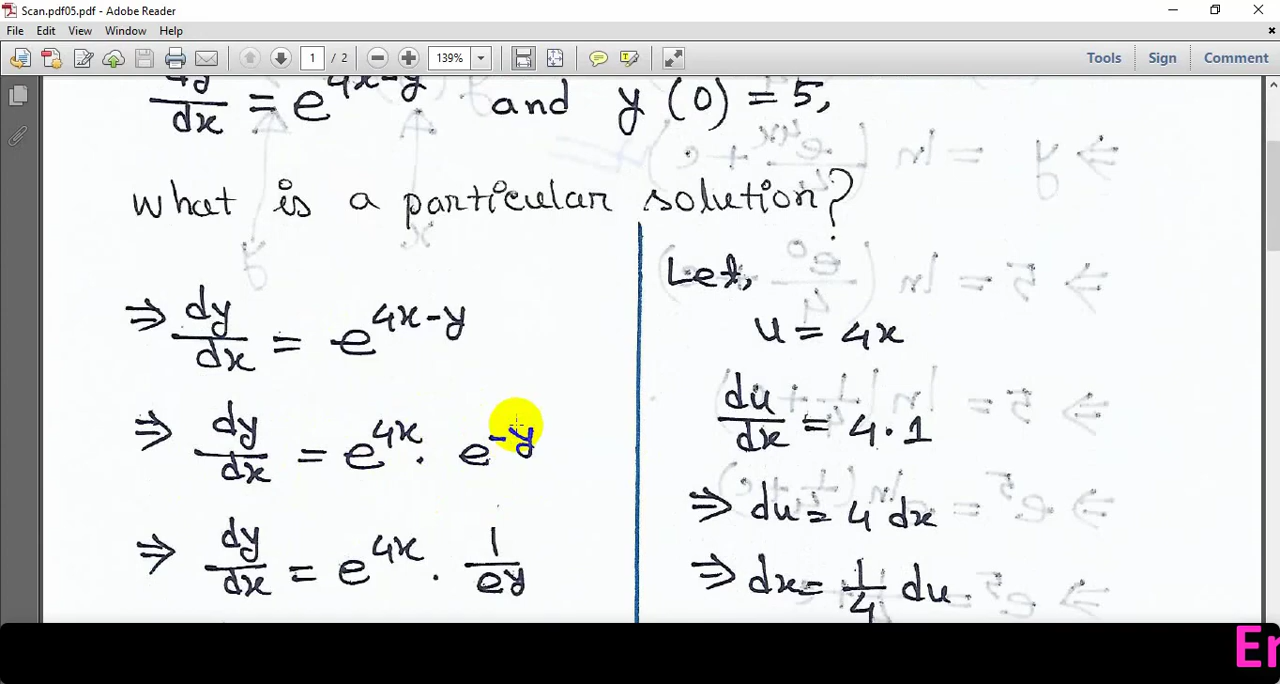 Scan.pdf05.pdf - Adobe Reader
File Edit View Window Help
1 / 2 139% Tools Sign Comment
dy/dx = e^(4x-y) and y(0) = 5,
What is a particular solution?
⇒ dy/dx = e^(4x-y)
⇒ dy/dx = e^(4x) · e^(-y)
⇒ dy/dx = e^(4x) · 1/e^y
Let,
u = 4x
du/dx = 4·1
⇒ du = 4 dx
⇒ dx = 1/4 du
En